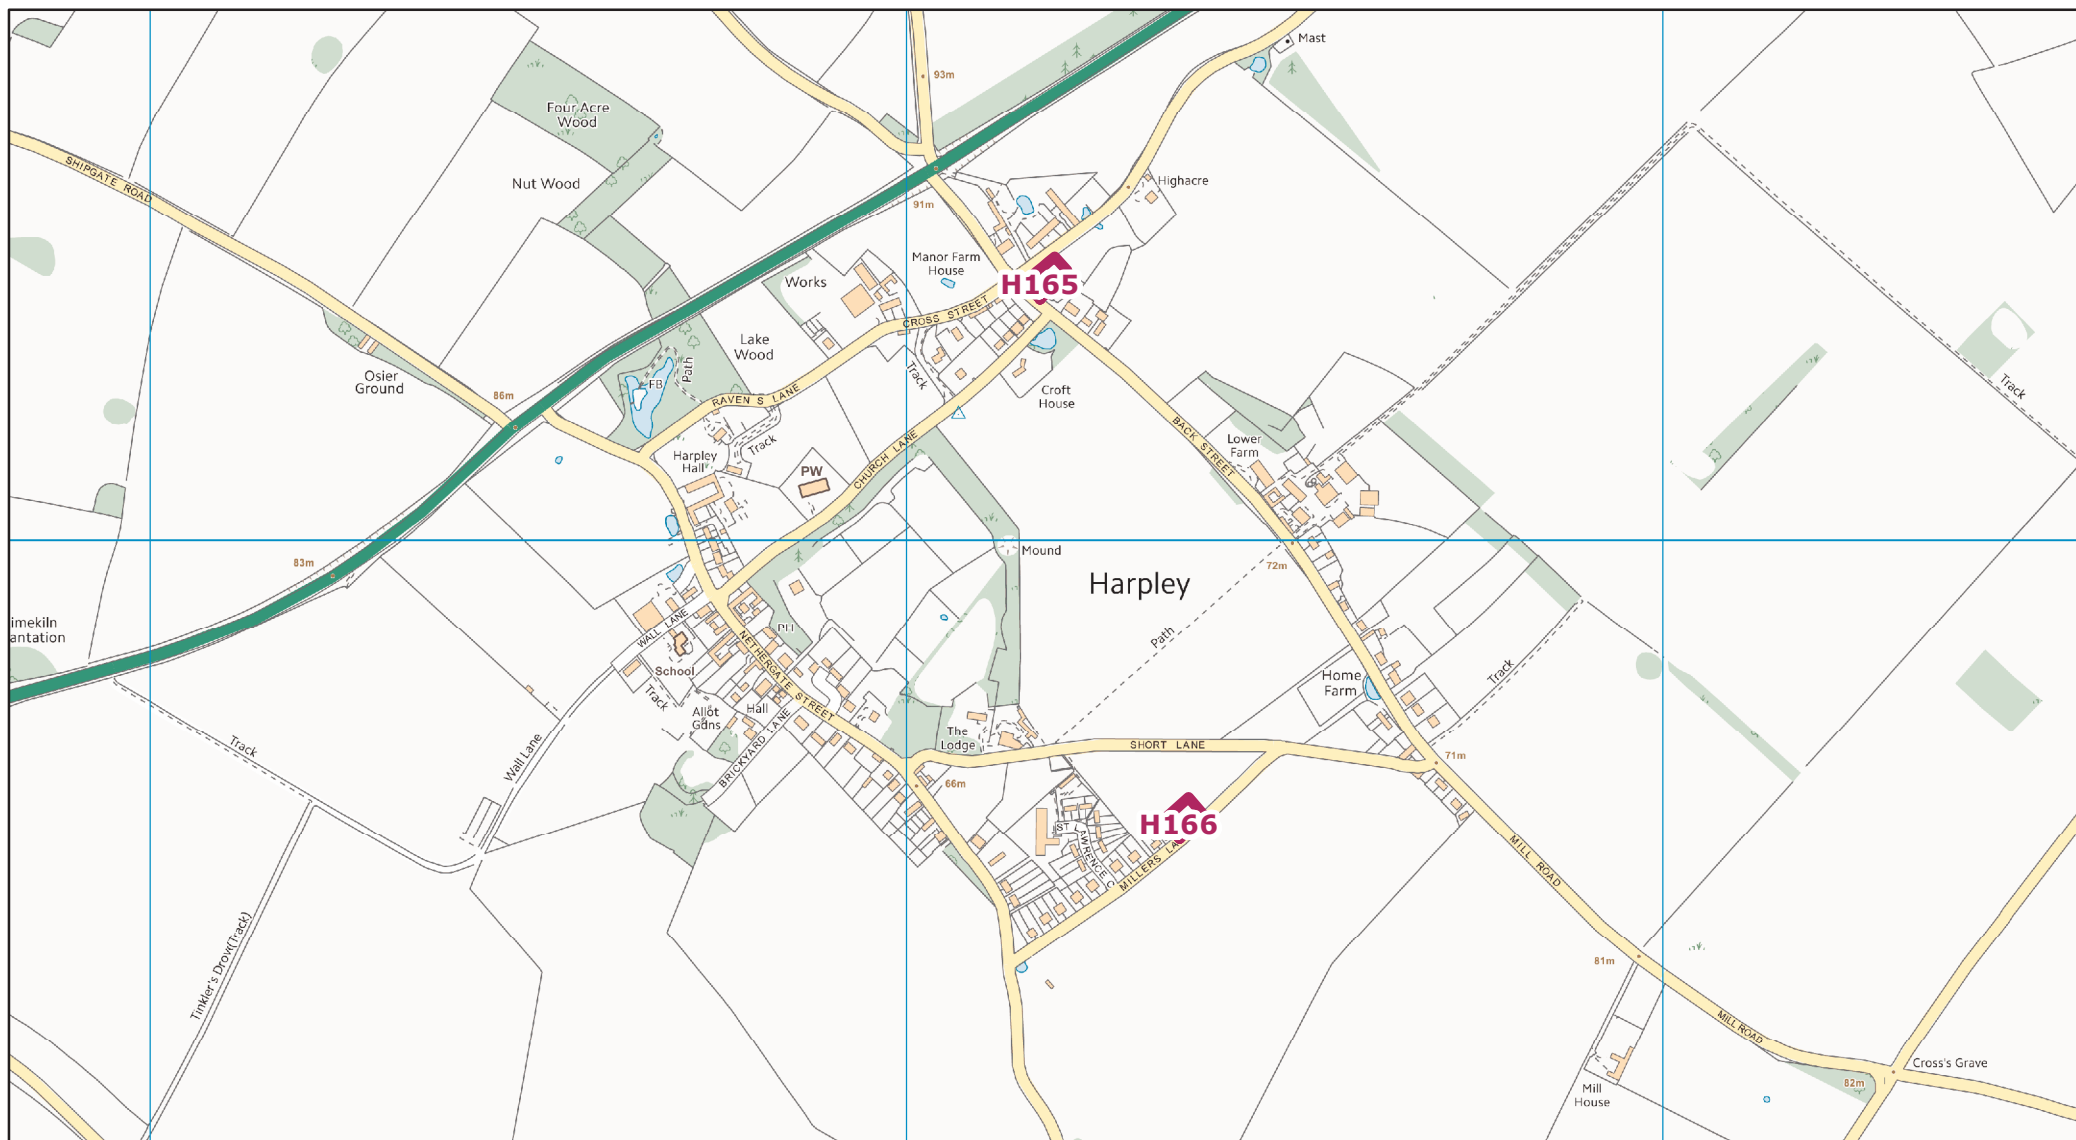 Mast
93m
Four Acre
Wood
SHIPGATE ROAD
Nut Wood
Highacre
91m
Manor Farm
House
Works
H165
CROSS STREET
Lake
Wood
Path
FB
Track
Osier
Ground
86m
RAVEN S LANE
Croft
House
Track
BACK STREET
Track
Harpley
Hall
PW
CHURCH LANE
Lower
Farm
Mound
83m
72m
Harpley
imekiln
antation
WALL LANE
PH
NETHERGATE STREET
Path
School
Track
Home
Farm
Track
Allot
Gdns
Hall
BRICKYARD LANE
The
Lodge
SHORT LANE
Track
Wall Lane
71m
66m
H166
ST LAWRENCE C
MILLERS LA
MILL ROAD
Tinkler's Drove(Track)
81m
MILL ROAD
Cross's Grave
82m
Mill
House